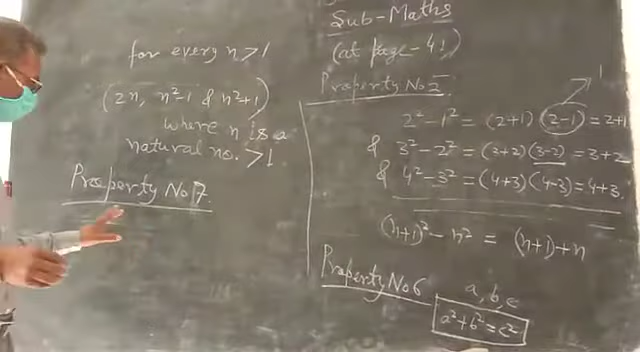 for every n>1
(2n, n²-1 & n²+1)
where n is a
natural no. >1
Property No 7.
Sub-Maths
(at page-41)
Property No 5
1
2² - 1² = (2+1) (2-1) = 2+1
& 3² - 2² = (3+2)(3-2) = 3+2
& 4² - 3² = (4+3)(4-3) = 4+3.
(n+1)² - n² = (n+1)+n
Property No 6
a, b, c
a²+b²=c²